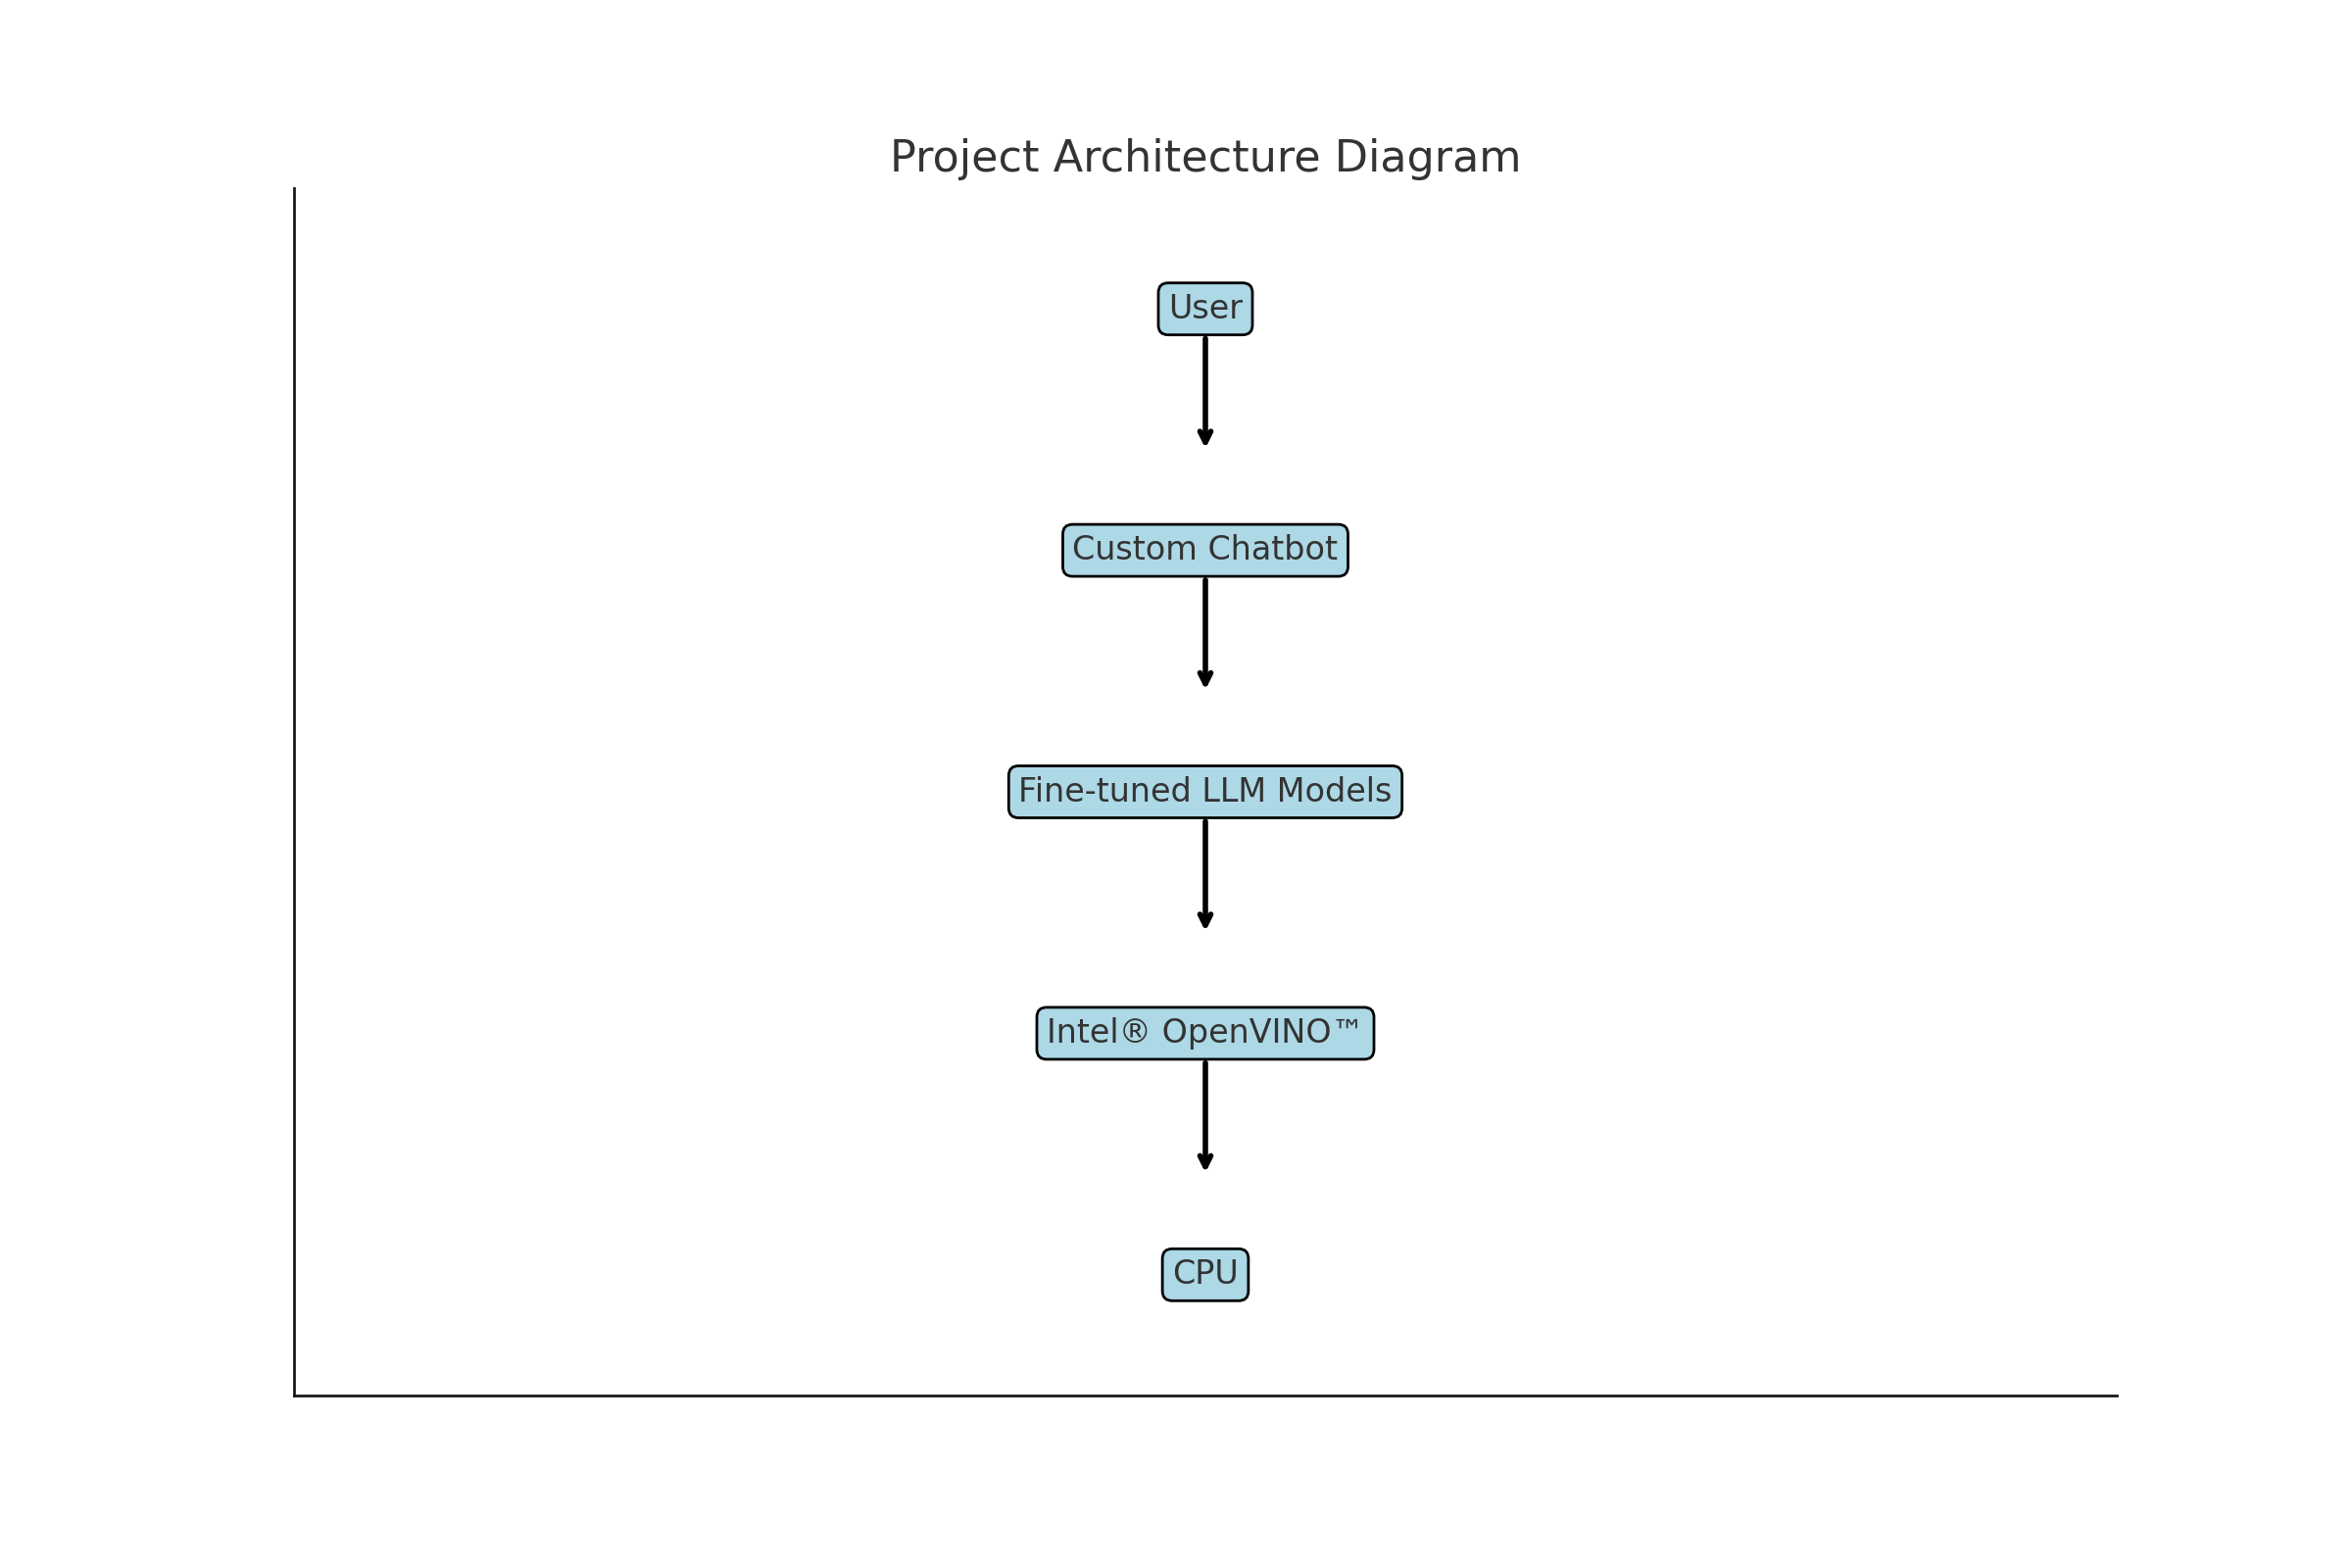 Project Architecture Diagram
User
Custom Chatbot
Fine-tuned LLM Models
Intel® OpenVINO™
CPU